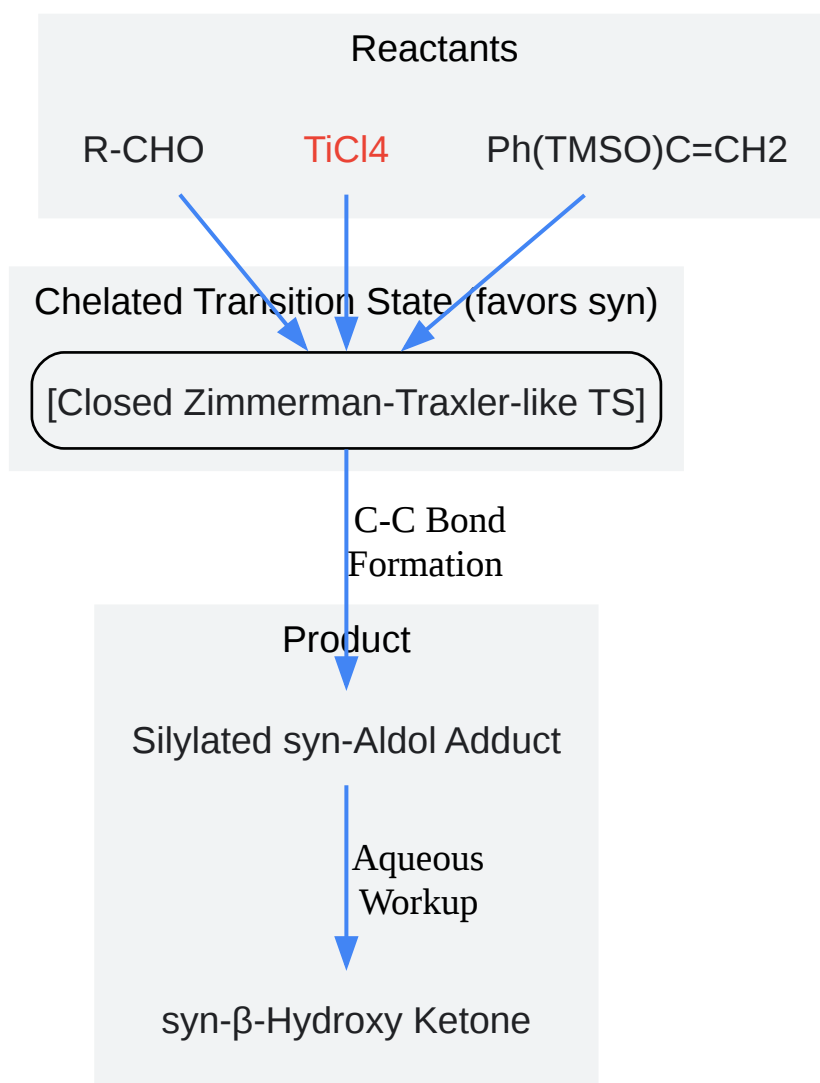 Reactants
R-CHO
TiCl4
Ph(TMSO)C=CH2
Chelated Transition State (favors syn)
[Closed Zimmerman-Traxler-like TS]
C-C Bond
Formation
Product
Silylated syn-Aldol Adduct
Aqueous
Workup
syn-β-Hydroxy Ketone